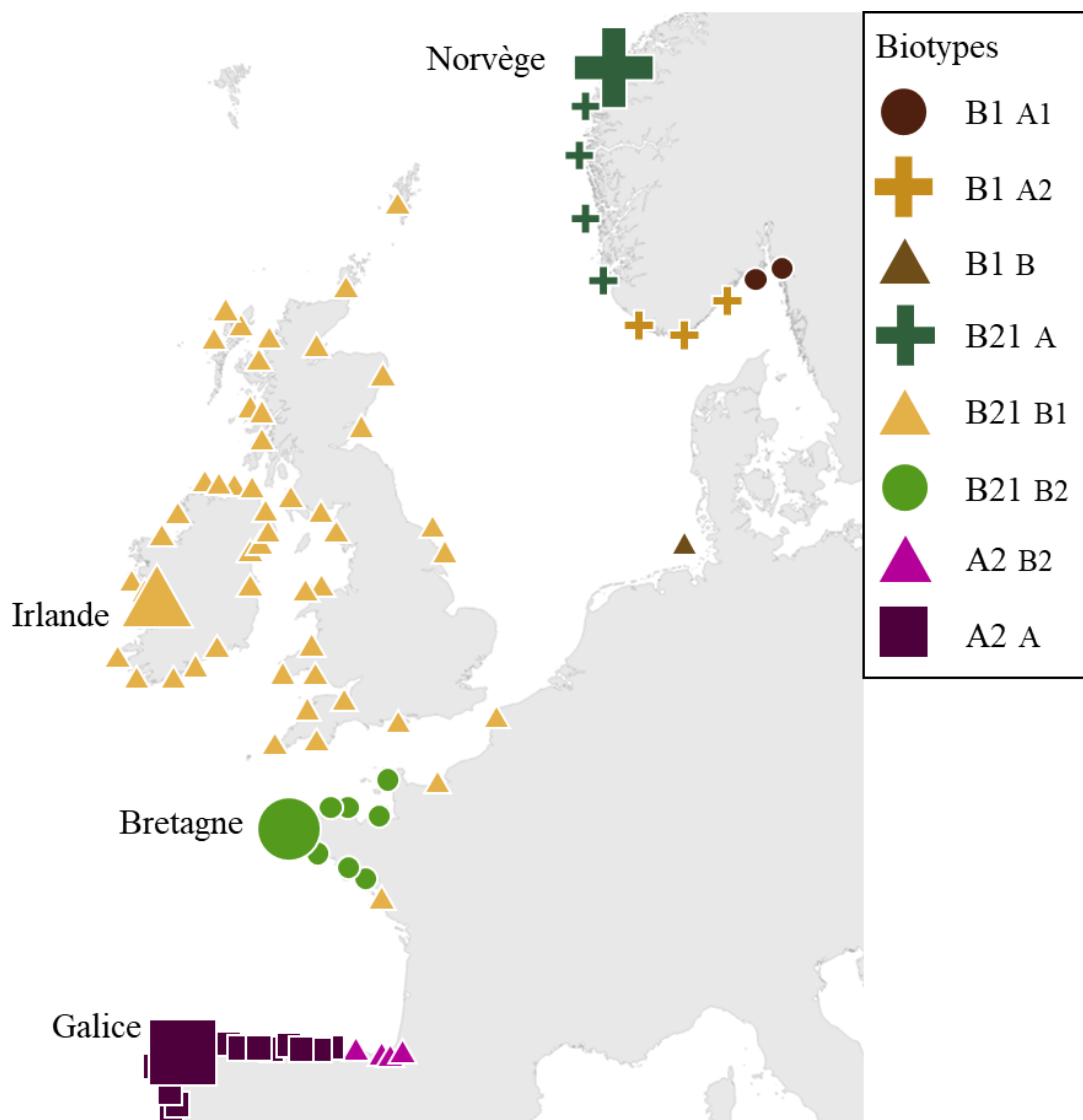 Norvège
Irlande
Bretagne
Galice
Biotypes
B1 A1
B1 A2
B1 B
B21 A
B21 B1
B21 B2
A2 B2
A2 A